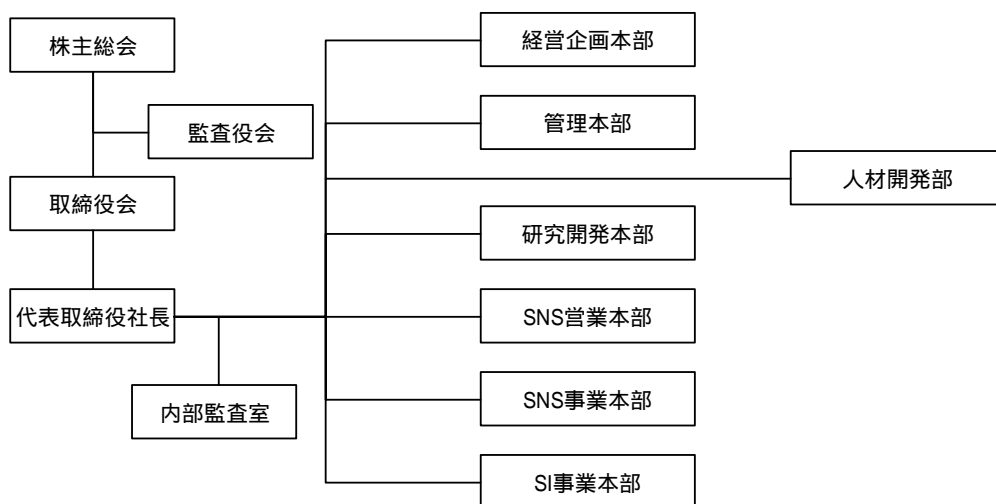 株主総会
監査役会
取締役会
代表取締役社長
内部監査室
経営企画本部
管理本部
人材開発部
研究開発本部
SNS営業本部
SNS事業本部
SI事業本部